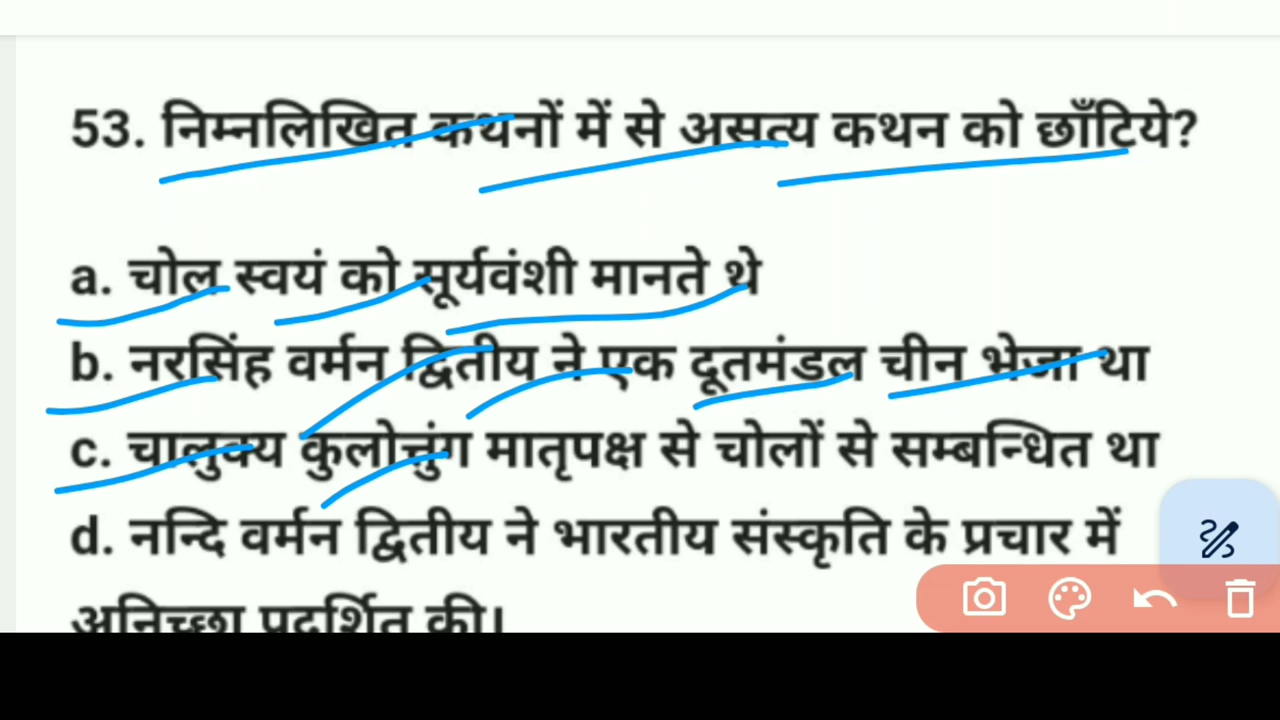 53. निम्नलिखित कथनों में से असत्य कथन को छाँटिये?
a. चोल स्वयं को सूर्यवंशी मानते थे
b. नरसिंह वर्मन द्वितीय ने एक दूतमंडल चीन भेजा था
c. चालुक्य कुलोत्तुंग मातृपक्ष से चोलों से सम्बन्धित था
d. नन्दि वर्मन द्वितीय ने भारतीय संस्कृति के प्रचार में
अनिच्छा प्रदर्शित की।